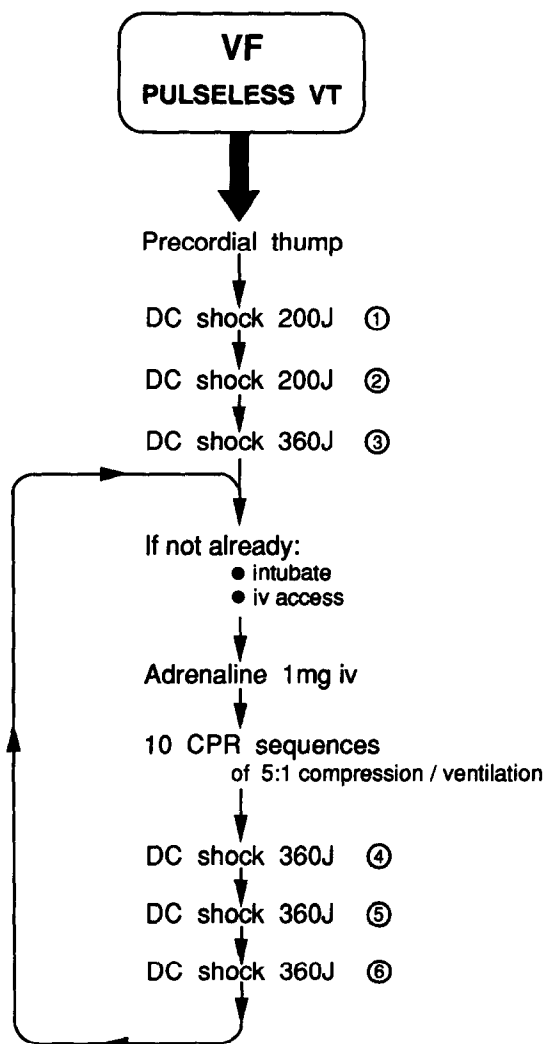 VF
PULSELESS VT
Precordial thump
DC shock 200J ①
DC shock 200J ②
DC shock 360J ③
If not already:
● intubate
● iv access
Adrenaline 1mg iv
10 CPR sequences
of 5:1 compression / ventilation
DC shock 360J ④
DC shock 360J ⑤
DC shock 360J ⑥